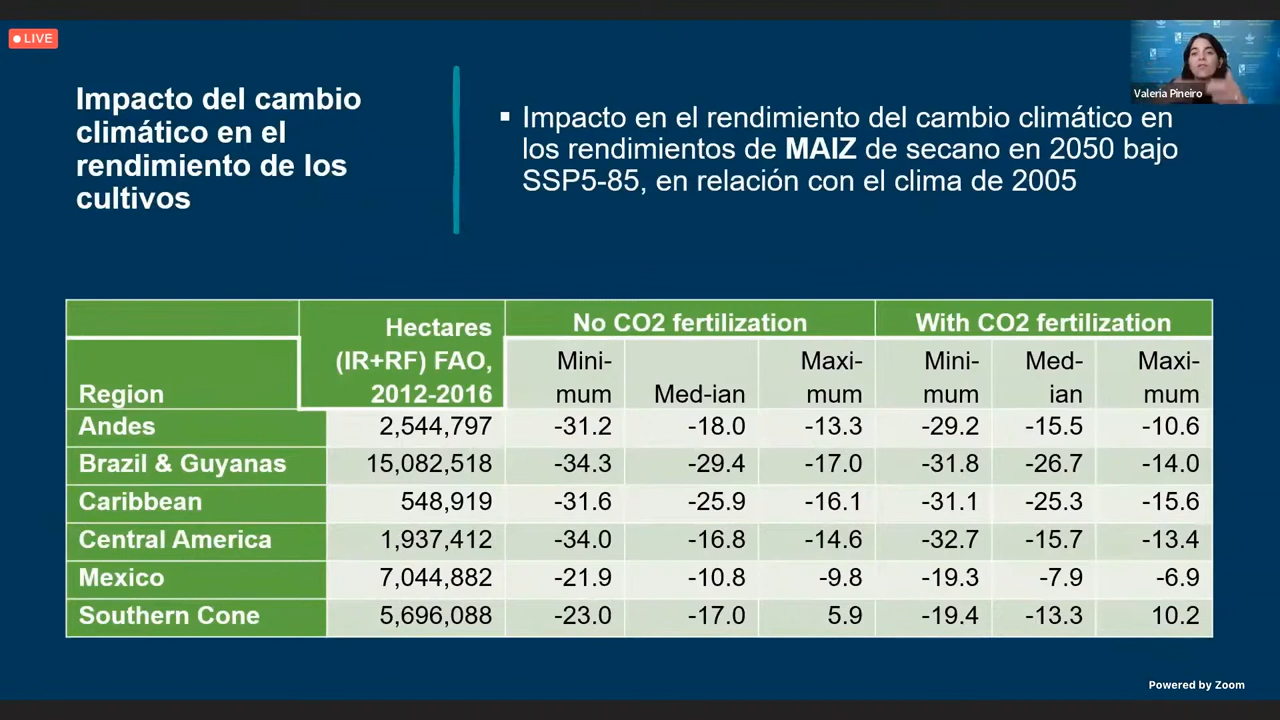 LIVE
Valeria Pineiro
Impacto del cambio
climático en el
rendimiento de los
cultivos
▪ Impacto en el rendimiento del cambio climático en
los rendimientos de MAIZ de secano en 2050 bajo
SSP5-85, en relación con el clima de 2005
Hectares
(IR+RF) FAO,
2012-2016
No CO2 fertilization
With CO2 fertilization
Region
Mini-
mum
Med-ian
Maxi-
mum
Mini-
mum
Med-
ian
Maxi-
mum
Andes 2,544,797 -31.2 -18.0 -13.3 -29.2 -15.5 -10.6
Brazil & Guyanas 15,082,518 -34.3 -29.4 -17.0 -31.8 -26.7 -14.0
Caribbean 548,919 -31.6 -25.9 -16.1 -31.1 -25.3 -15.6
Central America 1,937,412 -34.0 -16.8 -14.6 -32.7 -15.7 -13.4
Mexico 7,044,882 -21.9 -10.8 -9.8 -19.3 -7.9 -6.9
Southern Cone 5,696,088 -23.0 -17.0 5.9 -19.4 -13.3 10.2
Powered by Zoom